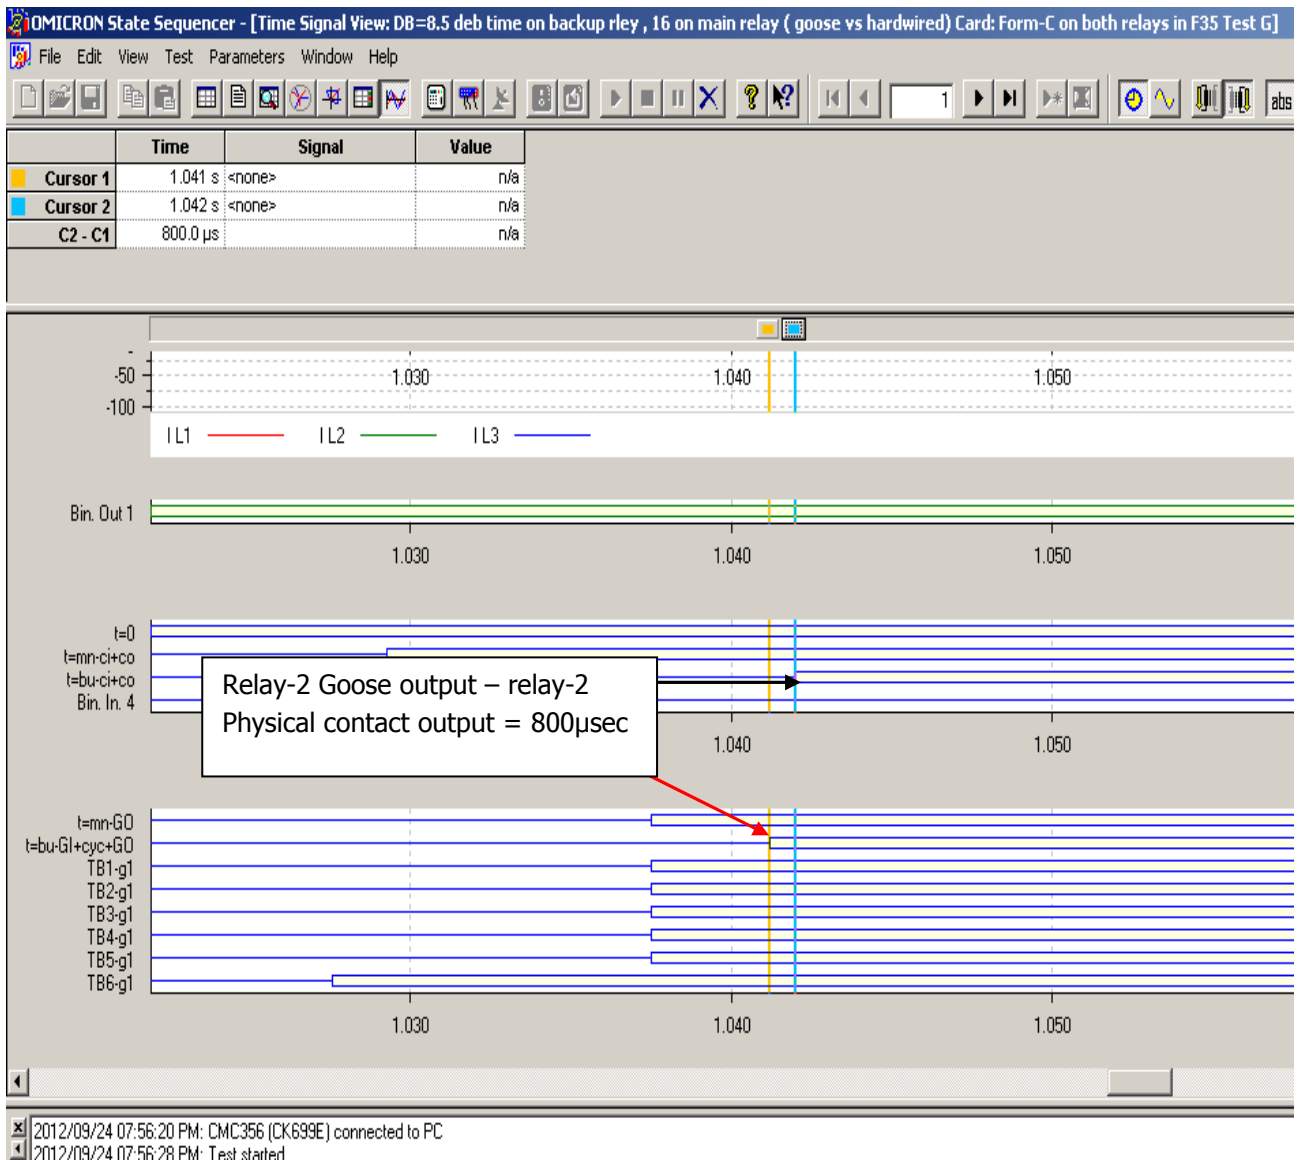 OMICRON State Sequencer - [Time Signal View: DB=8.5 deb time on backup rley , 16 on main relay ( goose vs hardwired) Card: Form-C on both relays in F35 Test G]
File Edit View Test Parameters Window Help
1 abs
Time Signal Value
Cursor 1 1.041 s <none> n/a
Cursor 2 1.042 s <none> n/a
C2 - C1 800.0 µs n/a
-50
1.030 1.040 1.050
-100
I L1 I L2 I L3
Bin. Out 1
1.030 1.040 1.050
t=0
t=mn-ci+co
t=bu-ci+co
Bin. In. 4
Relay-2 Goose output – relay-2
Physical contact output = 800µsec
1.040 1.050
t=mn-GO
t=bu-GI+cyc+GO
TB1-g1
TB2-g1
TB3-g1
TB4-g1
TB5-g1
TB6-g1
1.030 1.040 1.050
2012/09/24 07:56:20 PM: CMC356 (CK699E) connected to PC
2012/09/24 07:56:28 PM: Test started